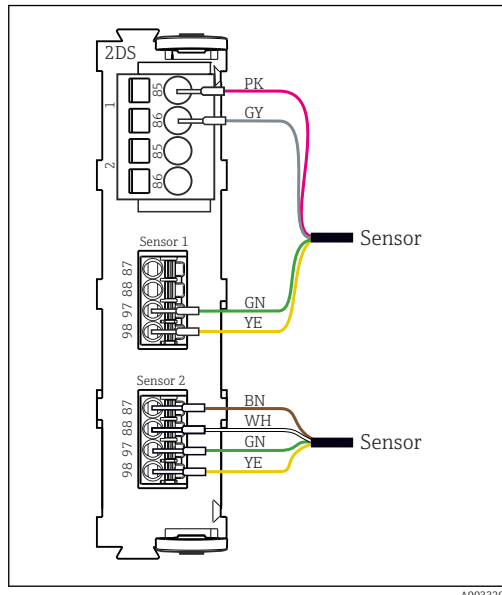 2DS
1
85
86
2
85
86
PK
GY
Sensor
Sensor 1
98 97 88 87
GN
YE
Sensor 2
98 97 88 87
BN
WH
GN
YE
Sensor